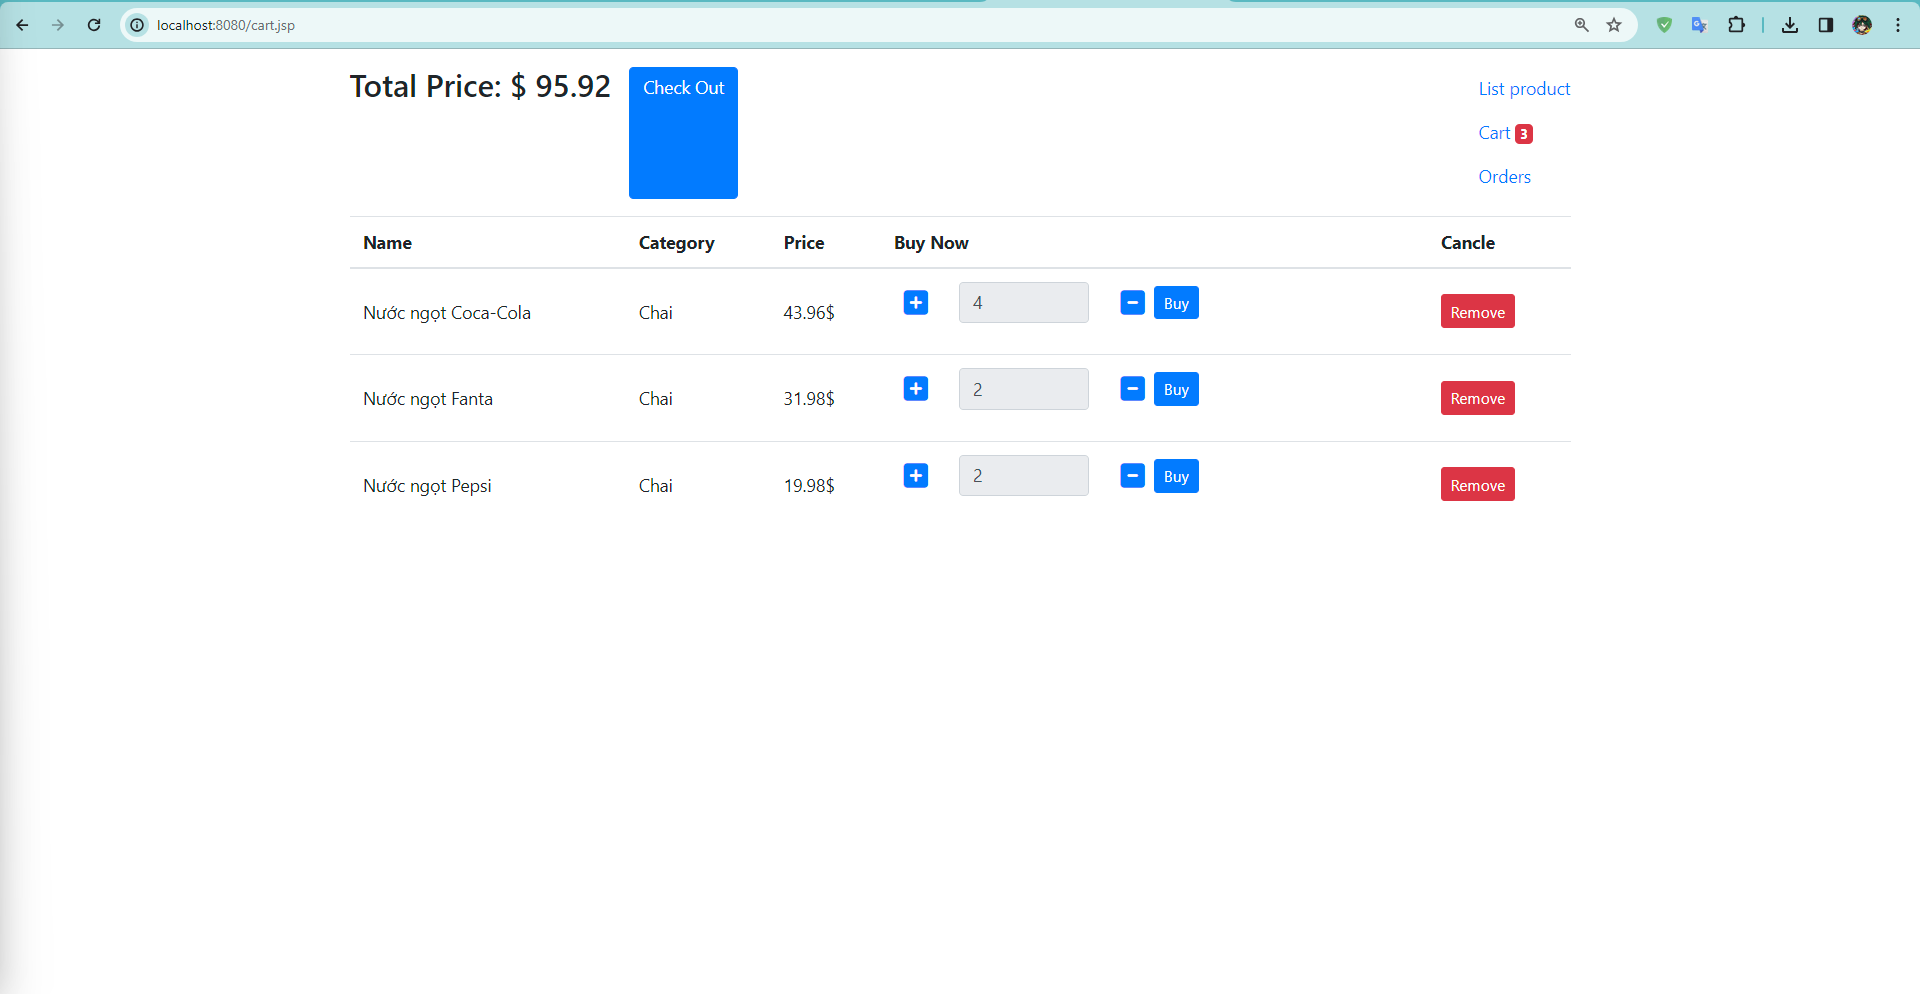 localhost:8080/cart.jsp
Total Price: $ 95.92 Check Out
List product
Cart 3
Orders
Name Category Price Buy Now Cancle
Nước ngọt Coca-Cola Chai 43.96$ 4 Buy Remove
Nước ngọt Fanta Chai 31.98$ 2 Buy Remove
Nước ngọt Pepsi Chai 19.98$ 2 Buy Remove